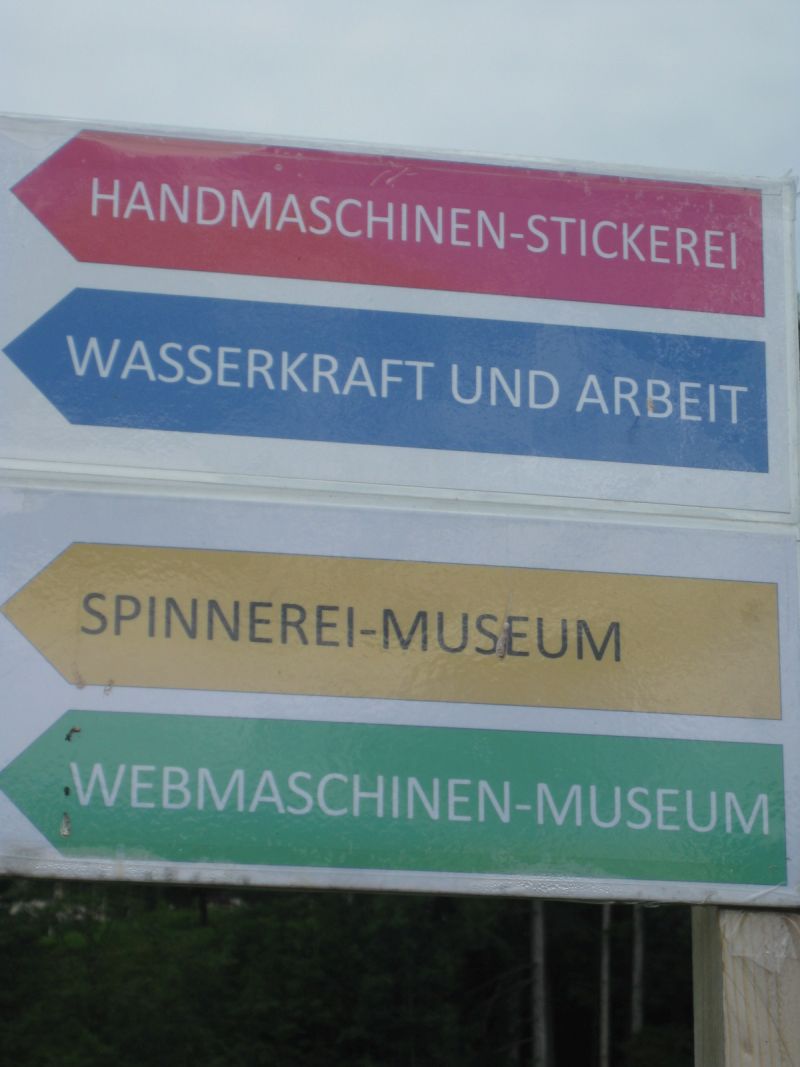 HANDMASCHINEN-STICKEREI
WASSERKRAFT UND ARBEIT
SPINNEREI-MUSEUM
WEBMASCHINEN-MUSEUM